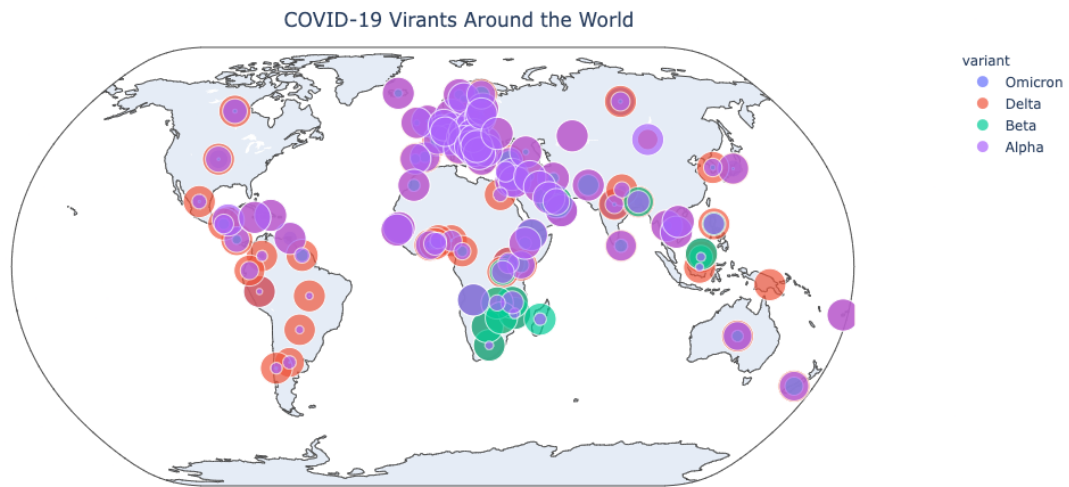 COVID-19 Virants Around the World
variant
Omicron
Delta
Beta
Alpha